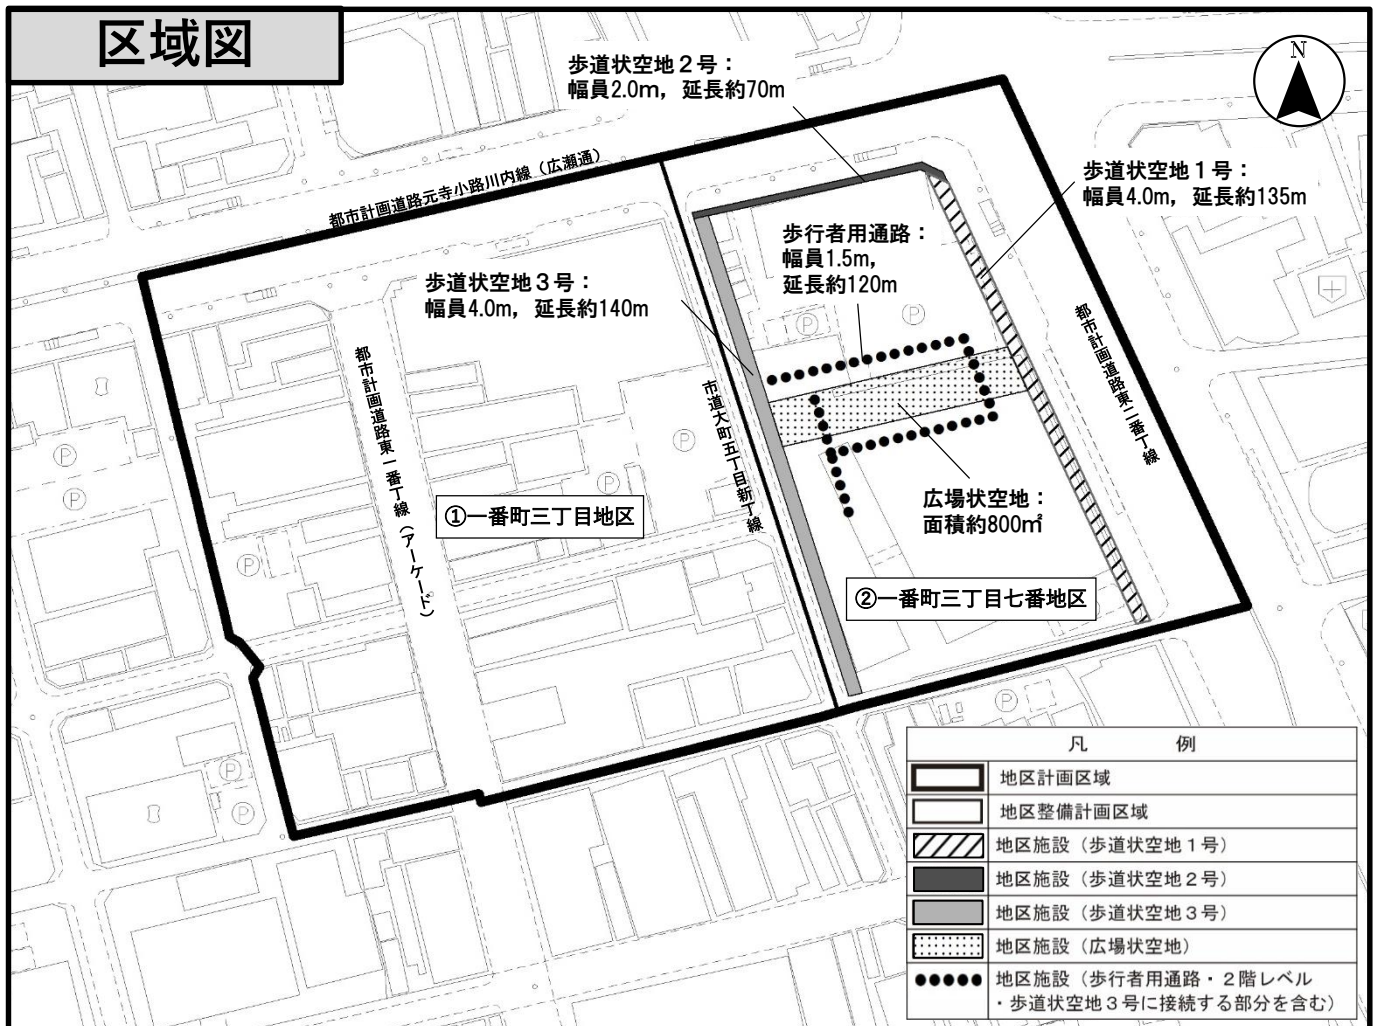 区域図
N
歩道状空地２号：
幅員2.0m，延長約70m
歩道状空地１号：
幅員4.0m，延長約135m
都市計画道路元寺小路川内線（広瀬通）
歩行者用通路：
幅員1.5m，
延長約120m
歩道状空地３号：
幅員4.0m，延長約140m
都市計画道路東二番丁線
都市計画道路東一番丁線（アーケード）
市道大町五丁目新丁線
P
P
P
P
P
P
P
P
P
P
広場状空地：
面積約800㎡
①一番町三丁目地区
②一番町三丁目七番地区
凡　例
地区計画区域
地区整備計画区域
地区施設（歩道状空地１号）
地区施設（歩道状空地２号）
地区施設（歩道状空地３号）
地区施設（広場状空地）
地区施設（歩行者用通路・２階レベル
・歩道状空地３号に接続する部分を含む）